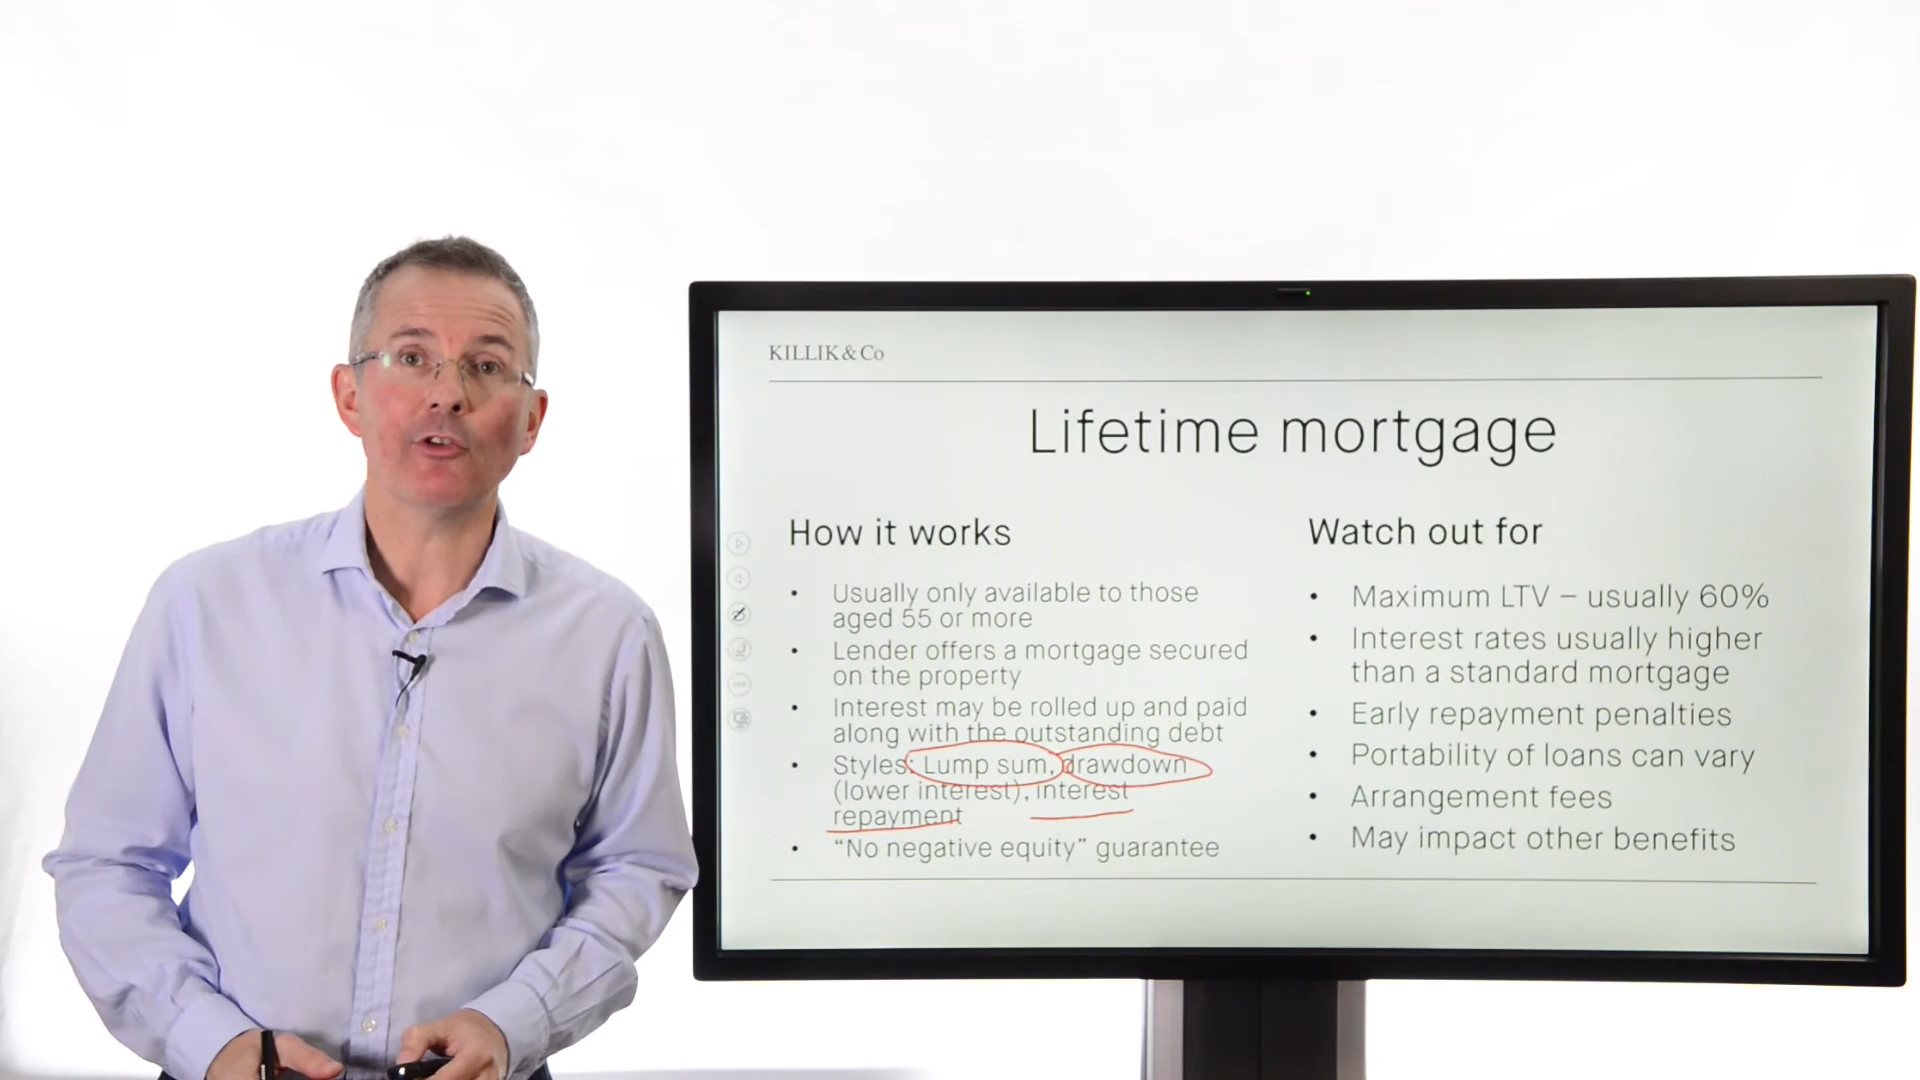 KILLIK & Co
Lifetime mortgage
How it works
• Usually only available to those
aged 55 or more
• Lender offers a mortgage secured
on the property
• Interest may be rolled up and paid
along with the outstanding debt
• Styles: Lump sum, drawdown
(lower interest), interest
repayment
• “No negative equity” guarantee
Watch out for
• Maximum LTV – usually 60%
• Interest rates usually higher
than a standard mortgage
• Early repayment penalties
• Portability of loans can vary
• Arrangement fees
• May impact other benefits